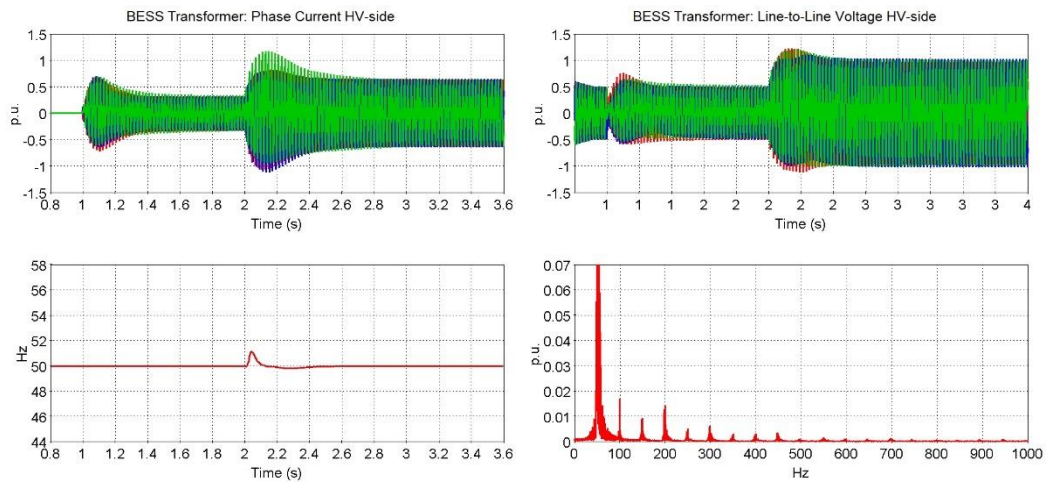 BESS Transformer: Phase Current HV-side
1.5
1
0.5
0
-0.5
-1
-1.5
p.u.
0.8 1 1.2 1.4 1.6 1.8 2 2.2 2.4 2.6 2.8 3 3.2 3.4 3.6
Time (s)
BESS Transformer: Line-to-Line Voltage HV-side
1.5
1
0.5
0
-0.5
-1
-1.5
p.u.
1 1 1 2 2 2 2 2 3 3 3 3 3 4
Time (s)
58
56
54
52
50
48
46
44
Hz
0.8 1 1.2 1.4 1.6 1.8 2 2.2 2.4 2.6 2.8 3 3.2 3.4 3.6
Time (s)
0.07
0.06
0.05
0.04
0.03
0.02
0.01
0
p.u.
0 100 200 300 400 500 600 700 800 900 1000
Hz